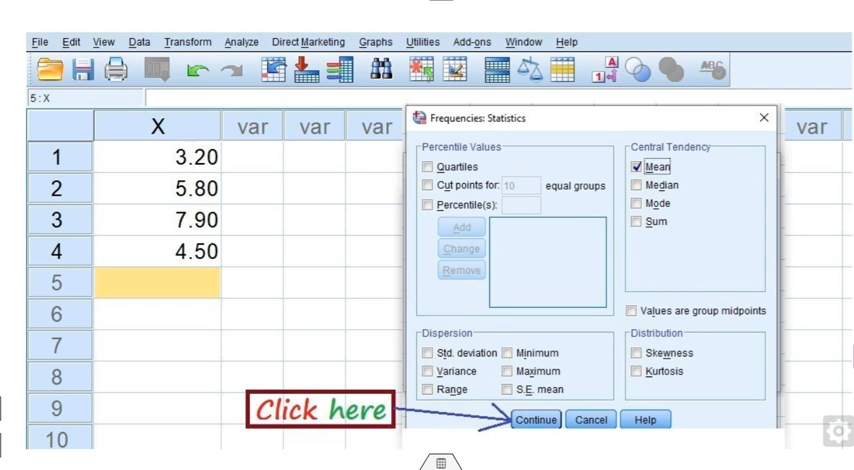 File Edit View Data Transform Analyze Direct Marketing Graphs Utilities Add-ons Window Help
A
1
ABC
5 : X
X var var var var
Frequencies: Statistics
1 3.20
2 5.80
3 7.90
4 4.50
5
6
7
8
9
10
Percentile Values
Quartiles
Cut points for: 10 equal groups
Percentile(s):
Add
Change
Remove
Central Tendency
Mean
Median
Mode
Sum
Values are group midpoints
Dispersion
Std. deviation Minimum
Variance Maximum
Range S.E. mean
Distribution
Skewness
Kurtosis
Click here
Continue Cancel Help